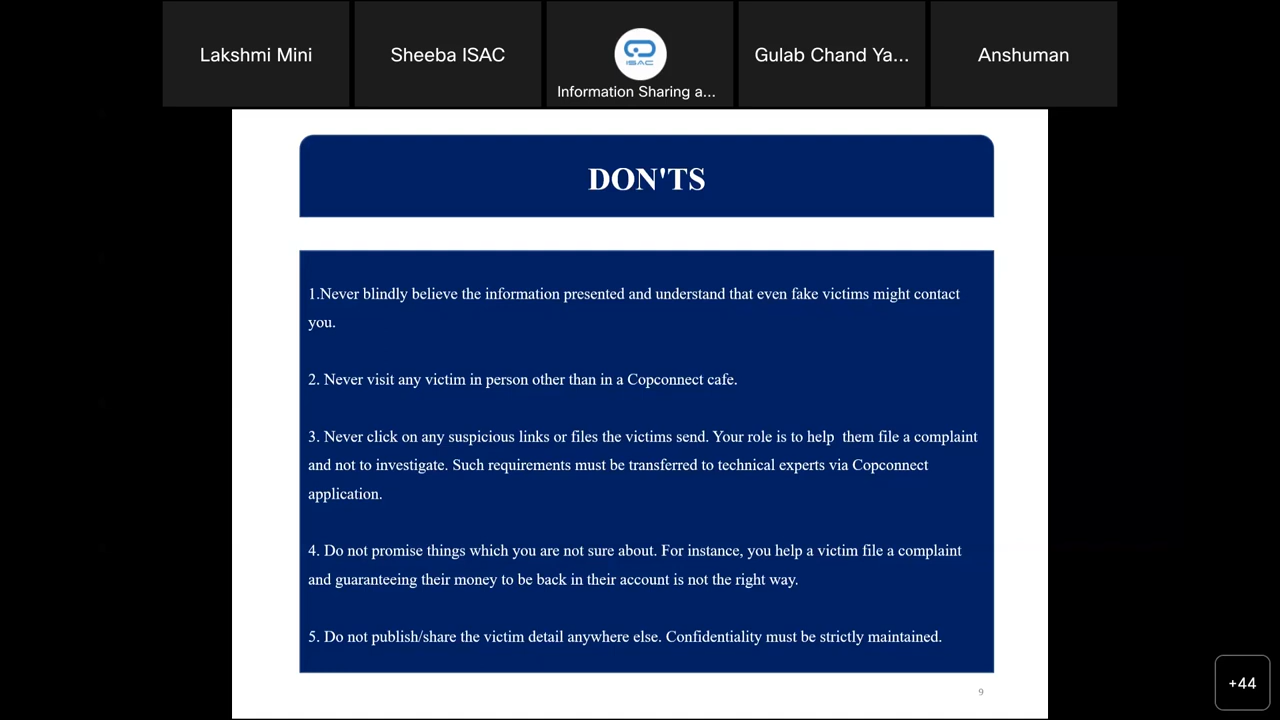 Lakshmi Mini
Sheeba ISAC
ISAC
Information Sharing a...
Gulab Chand Ya...
Anshuman
DON'TS
1.Never blindly believe the information presented and understand that even fake victims might contact
you.
2. Never visit any victim in person other than in a Copconnect cafe.
3. Never click on any suspicious links or files the victims send. Your role is to help  them file a complaint
and not to investigate. Such requirements must be transferred to technical experts via Copconnect
application.
4. Do not promise things which you are not sure about. For instance, you help a victim file a complaint
and guaranteeing their money to be back in their account is not the right way.
5. Do not publish/share the victim detail anywhere else. Confidentiality must be strictly maintained.
9
+44